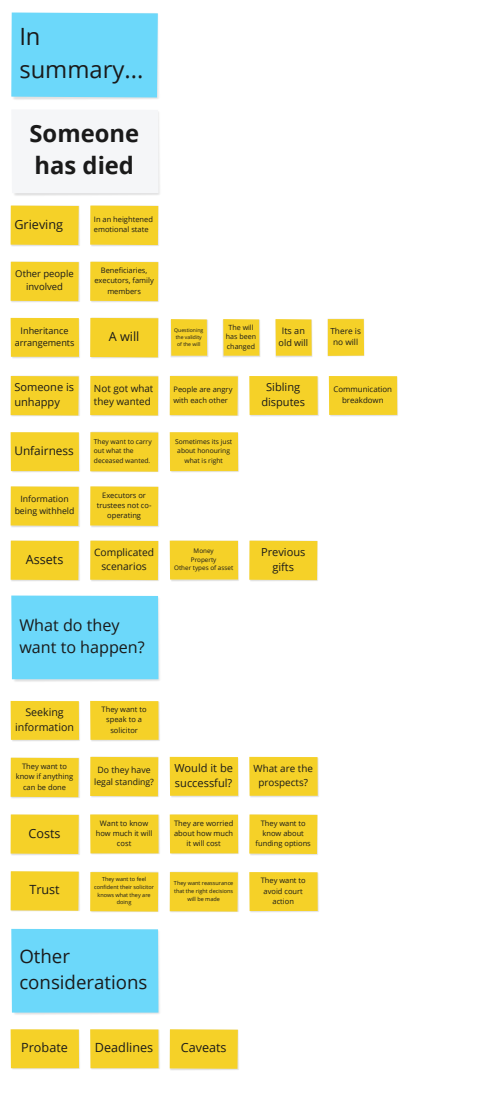 In
summary...
Someone
has died
Grieving
In an heightened
emotional state
Other people
involved
Beneficiaries,
executors, family
members
Inheritance
arrangements
A will
Questioning
the validity
of the will
The will
has been
changed
Its an
old will
There is
no will
Someone is
unhappy
Not got what
they wanted
People are angry
with each other
Sibling
disputes
Communication
breakdown
Unfairness
They want to carry
out what the
deceased wanted.
Sometimes its just
about honouring
what is right
Information
being withheld
Executors or
trustees not co-
operating
Assets
Complicated
scenarios
Money
Property
Other types of asset
Previous
gifts
What do they
want to happen?
Seeking
information
They want to
speak to a
solicitor
They want to
know if anything
can be done
Do they have
legal standing?
Would it be
successful?
What are the
prospects?
Costs
Want to know
how much it will
cost
They are worried
about how much
it will cost
They want to
know about
funding options
Trust
They want to feel
confident their solicitor
knows what they are
doing
They want reassurance
that the right decisions
will be made
They want to
avoid court
action
Other
considerations
Probate
Deadlines
Caveats